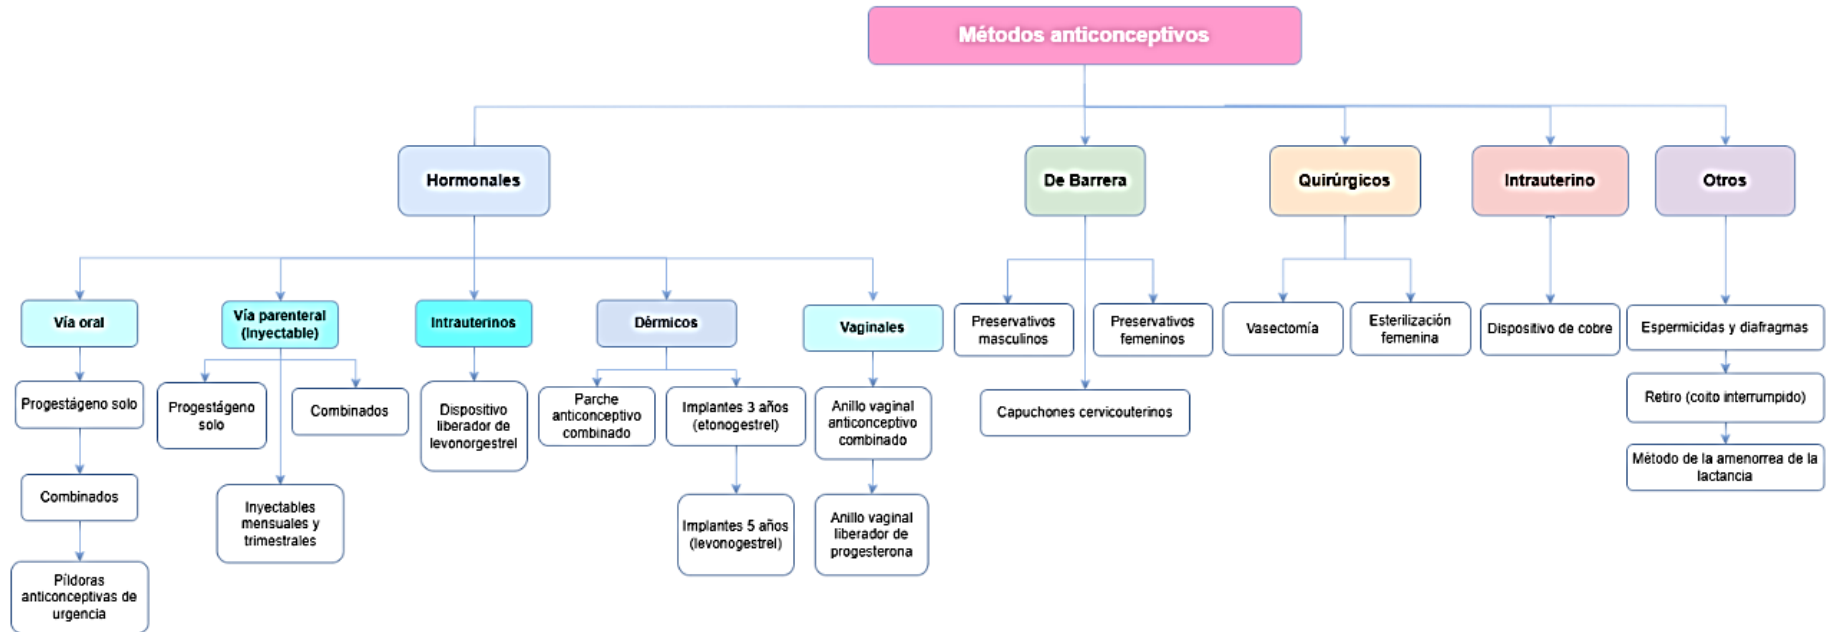 Métodos anticonceptivos
Hormonales
De Barrera
Quirúrgicos
Intrauterino
Otros
Vía oral
Vía parenteral
(Inyectable)
Intrauterinos
Dérmicos
Vaginales
Progestágeno solo
Combinados
Píldoras
anticonceptivas de
urgencia
Progestágeno
solo
Combinados
Inyectables
mensuales y
trimestrales
Dispositivo
liberador de
levonorgestrel
Parche
anticonceptivo
combinado
Implantes 3 años
(etonogestrel)
Implantes 5 años
(levonogestrel)
Anillo vaginal
anticonceptivo
combinado
Anillo vaginal
liberador de
progesterona
Preservativos
masculinos
Preservativos
femeninos
Capuchones cervicouterinos
Vasectomía
Esterilización
femenina
Dispositivo de cobre
Espermicidas y diafragmas
Retiro (coito interrumpido)
Método de la amenorrea de la
lactancia